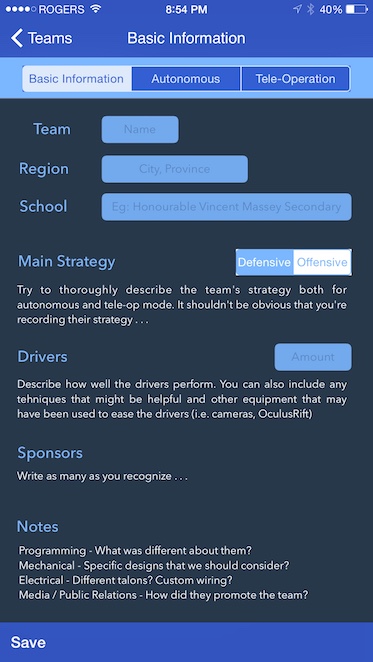 ROGERS 8:54 PM 40%
Teams Basic Information
Basic Information Autonomous Tele-Operation
Team Name
Region City, Province
School Eg: Honourable Vincent Massey Secondary
Main Strategy Defensive Offensive
Try to thoroughly describe the team's strategy both for
autonomous and tele-op mode. It shouldn't be obvious that you're
recording their strategy . . .
Drivers Amount
Describe how well the drivers perform. You can also include any
tehniques that might be helpful and other equipment that may
have been used to ease the drivers (i.e. cameras, OculusRift)
Sponsors
Write as many as you recognize . . .
Notes
Programming - What was different about them?
Mechanical - Specific designs that we should consider?
Electrical - Different talons? Custom wiring?
Media / Public Relations - How did they promote the team?
Save